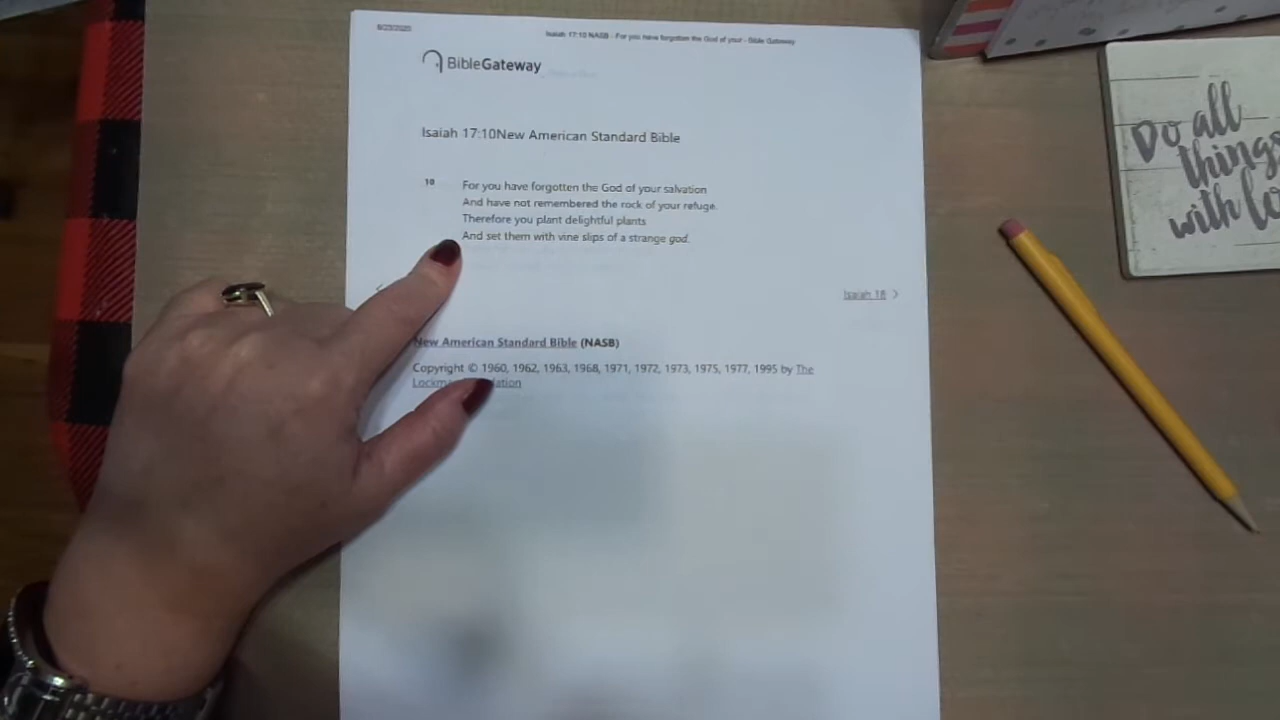 6/23/2020
Isaiah 17:10 NASB - For you have forgotten the God of your - Bible Gateway
BibleGateway
Isaiah 17:10New American Standard Bible
10 For you have forgotten the God of your salvation
And have not remembered the rock of your refuge.
Therefore you plant delightful plants
And set them with vine slips of a strange god.
Isaiah 18 >
New American Standard Bible (NASB)
Copyright © 1960, 1962, 1963, 1968, 1971, 1972, 1973, 1975, 1977, 1995 by The
Do all
things
with